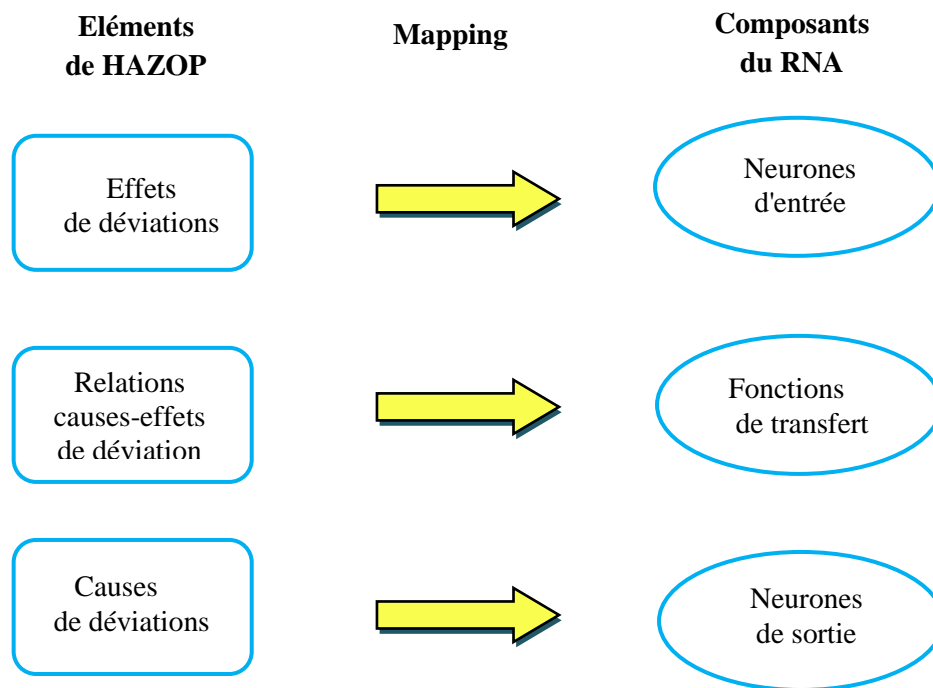 Eléments
de HAZOP
Mapping
Composants
du RNA
Effets
de déviations
Neurones
d'entrée
Relations
causes-effets
de déviation
Fonctions
de transfert
Causes
de déviations
Neurones
de sortie